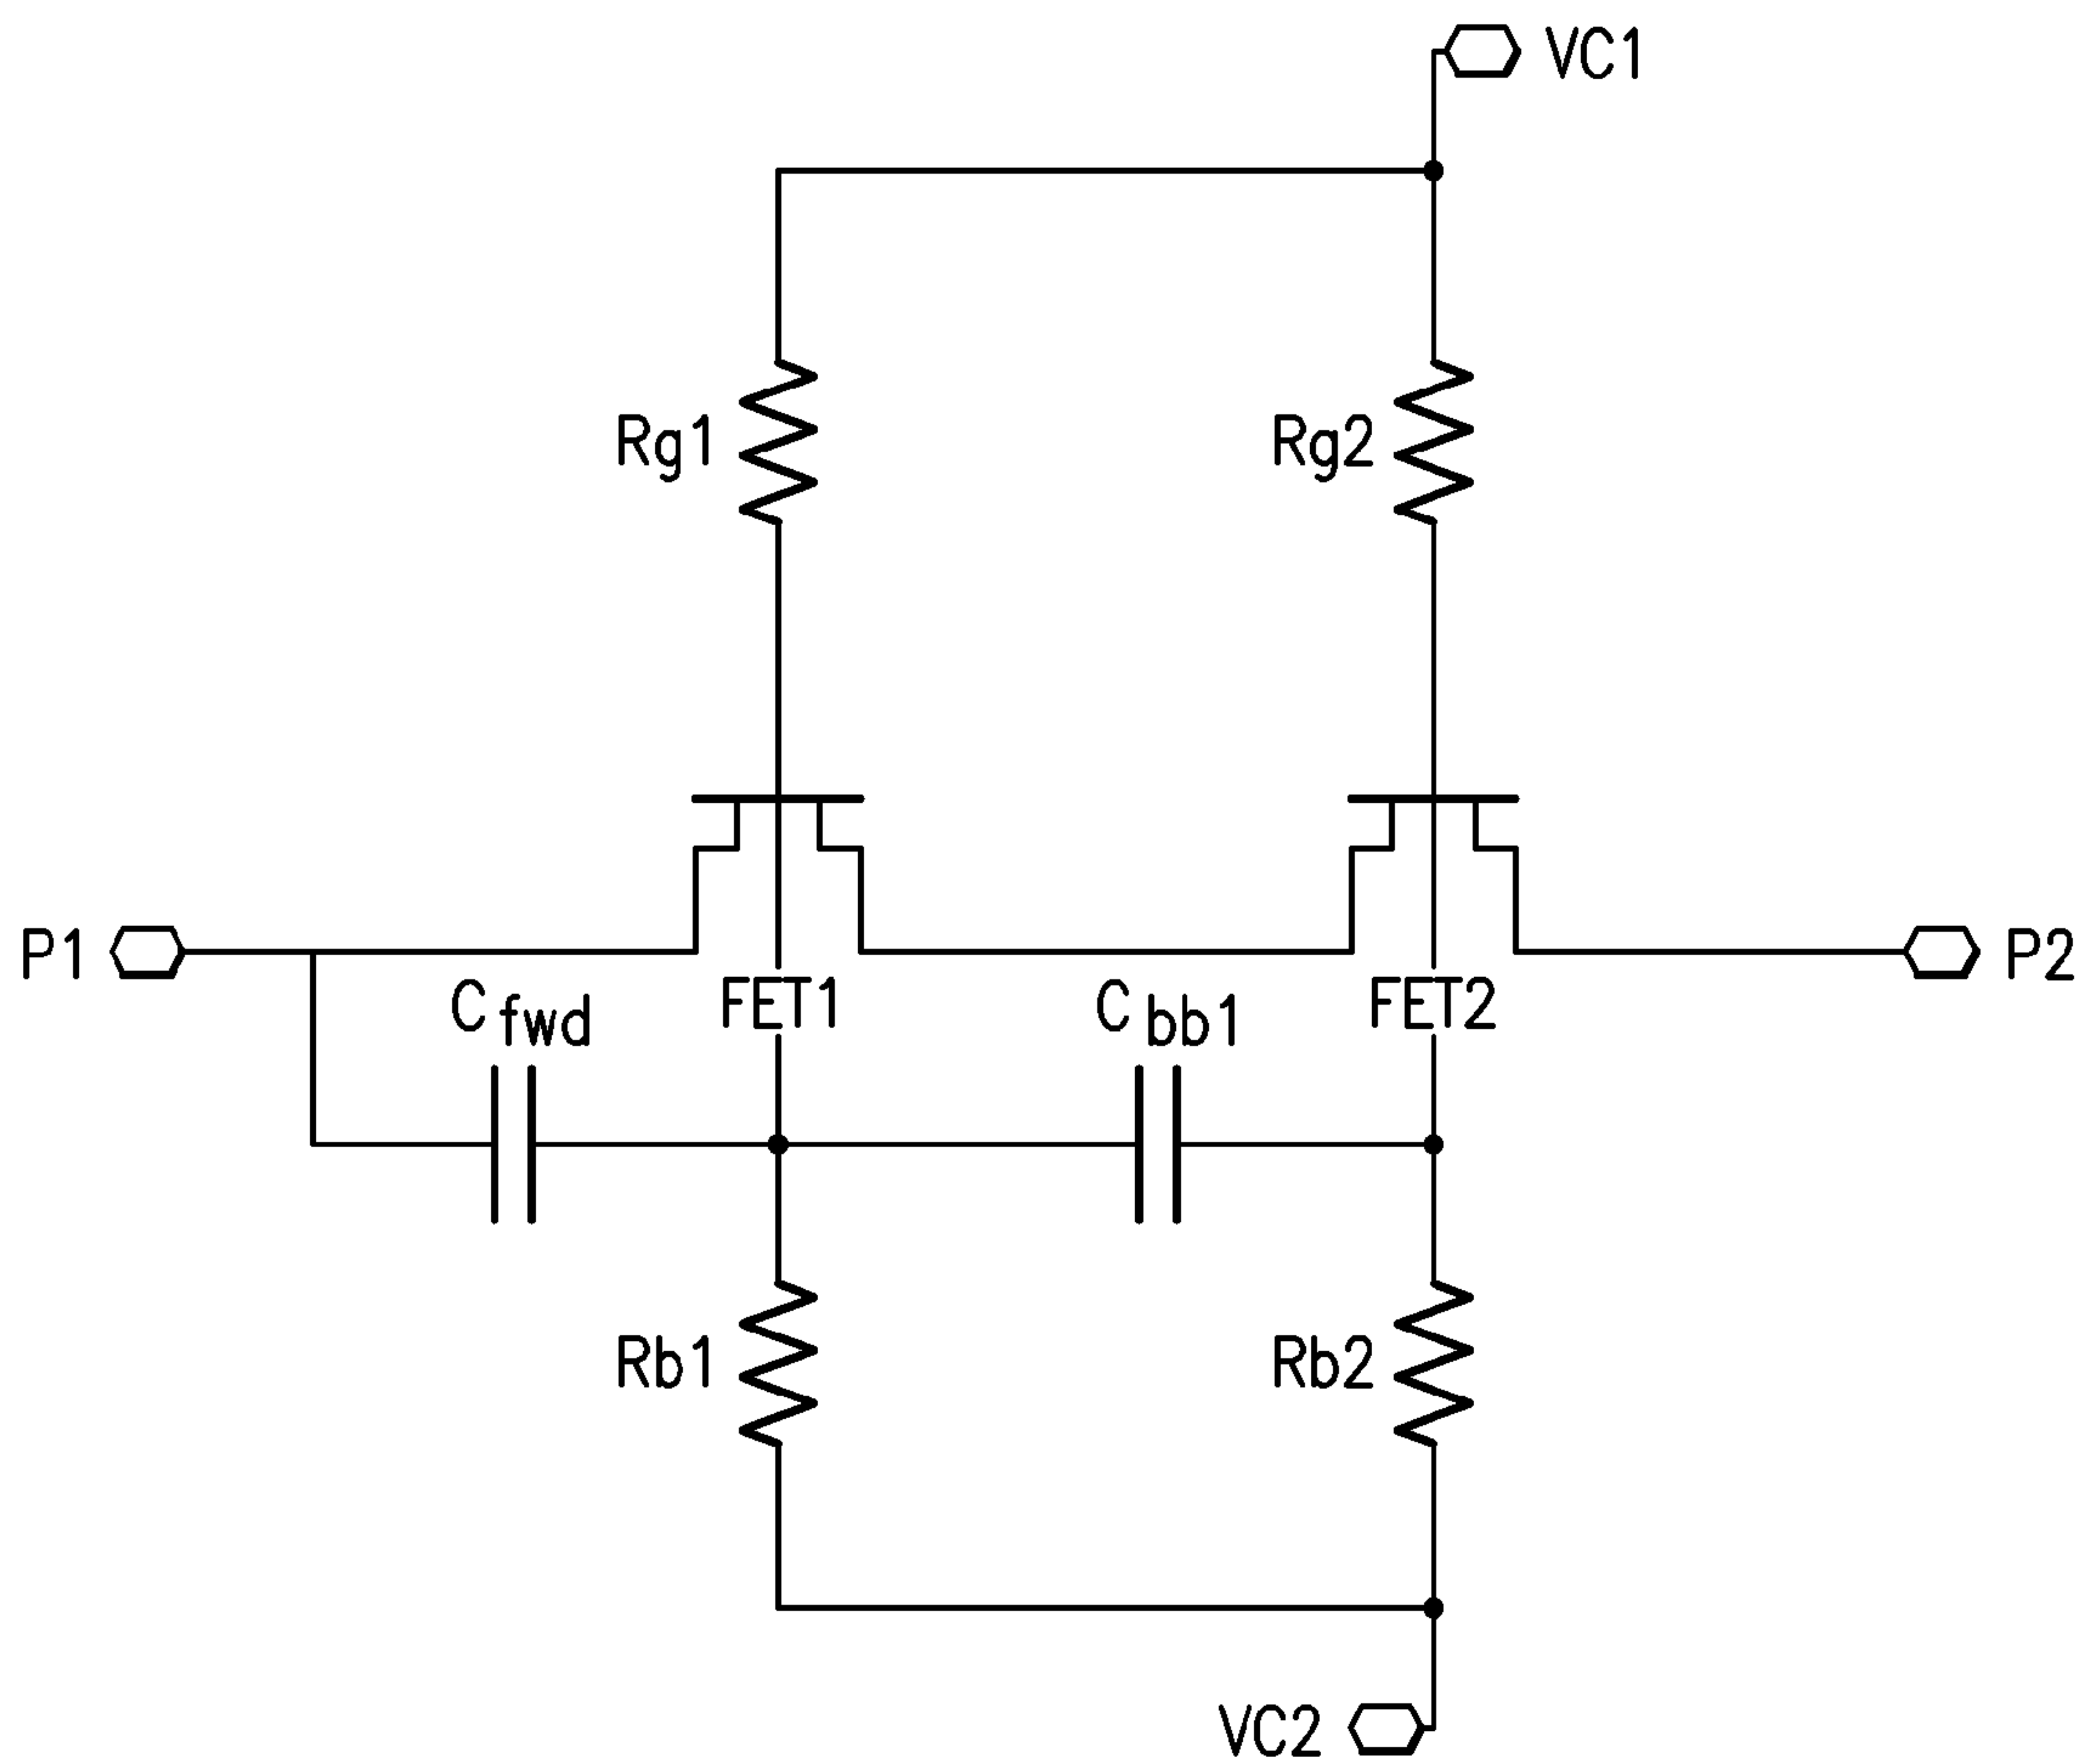 VC1
Rg1 Rg2
P1 P2
C fwd FET1 C bb1 FET2
Rb1 Rb2
VC2